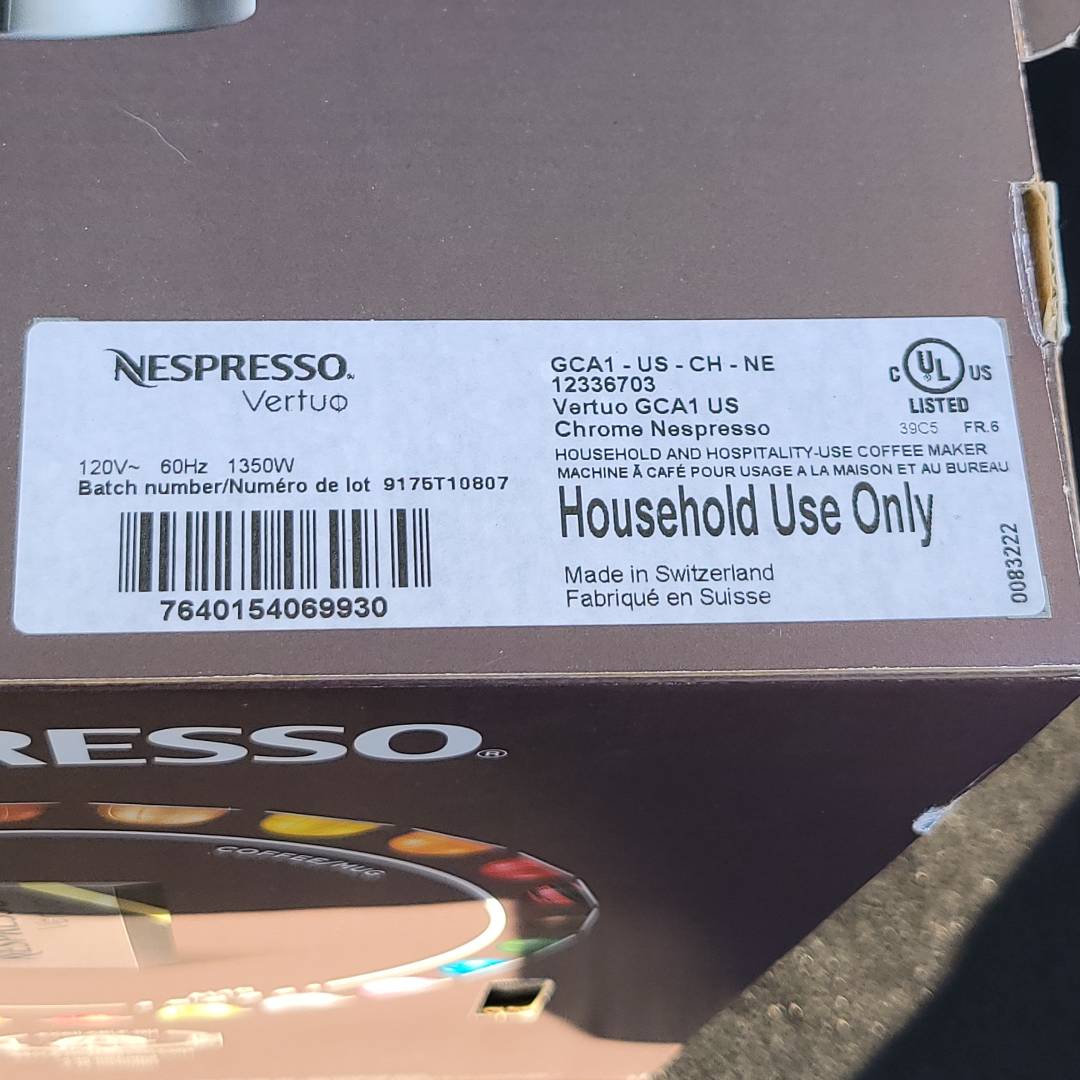 NESPRESSO.
Vertuo
120V~ 60Hz 1350W
Batch number/Numéro de lot 9175T10807
7640154069930
GCA1 - US - CH - NE
12336703
Vertuo GCA1 US
Chrome Nespresso
HOUSEHOLD AND HOSPITALITY-USE COFFEE MAKER
MACHINE À CAFÉ POUR USAGE A LA MAISON ET AU BUREAU
Household Use Only
Made in Switzerland
Fabriqué en Suisse
C UL US
LISTED
39C5 FR.6
0083222
RESSO®
COFFEE/MUG